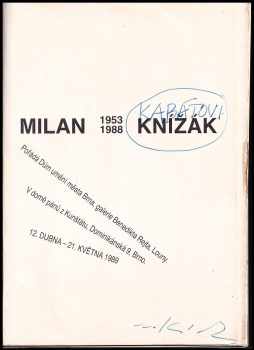 KABÁTOVI
MILAN 1953 1988 KNÍŽÁK
Pořádá Dům umění města Brna, galerie Benedikta Rejta, Louny.
V domě pánů z Kunštátu, Dominikánská 9, Brno.
12. DUBNA – 21. KVĚTNA 1989